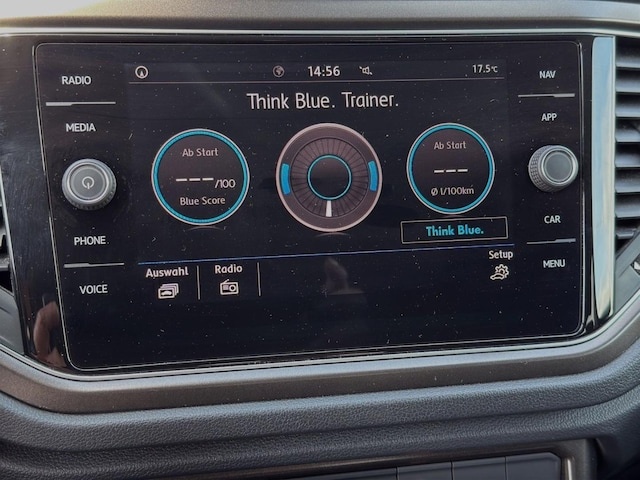 RADIO
MEDIA
PHONE
VOICE
14:56
17.5°C
Think Blue. Trainer.
Ab Start
---/100
Blue Score
Ab Start
---
Ø l/100km
Think Blue.
Auswahl
Radio
Setup
NAV
APP
CAR
MENU